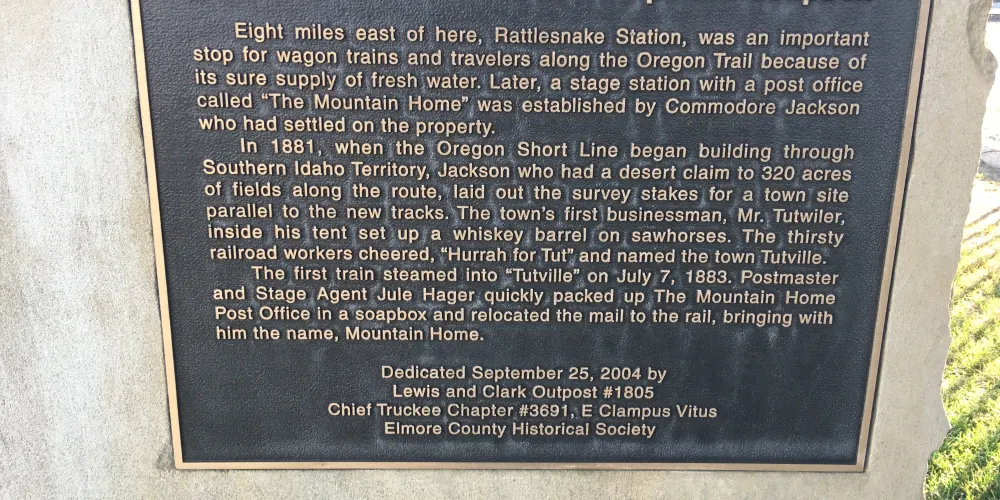 Eight miles east of here, Rattlesnake Station, was an important
stop for wagon trains and travelers along the Oregon Trail because of
its sure supply of fresh water. Later, a stage station with a post office
called “The Mountain Home” was established by Commodore Jackson
who had settled on the property.
In 1881, when the Oregon Short Line began building through
Southern Idaho Territory, Jackson who had a desert claim to 320 acres
of fields along the route, laid out the survey stakes for a town site
parallel to the new tracks. The town’s first businessman, Mr. Tutwiler,
inside his tent set up a whiskey barrel on sawhorses. The thirsty
railroad workers cheered, “Hurrah for Tut” and named the town Tutville.
The first train steamed into “Tutville” on July 7, 1883. Postmaster
and Stage Agent Jule Hager quickly packed up The Mountain Home
Post Office in a soapbox and relocated the mail to the rail, bringing with
him the name, Mountain Home.
Dedicated September 25, 2004 by
Lewis and Clark Outpost #1805
Chief Truckee Chapter #3691, E Clampus Vitus
Elmore County Historical Society